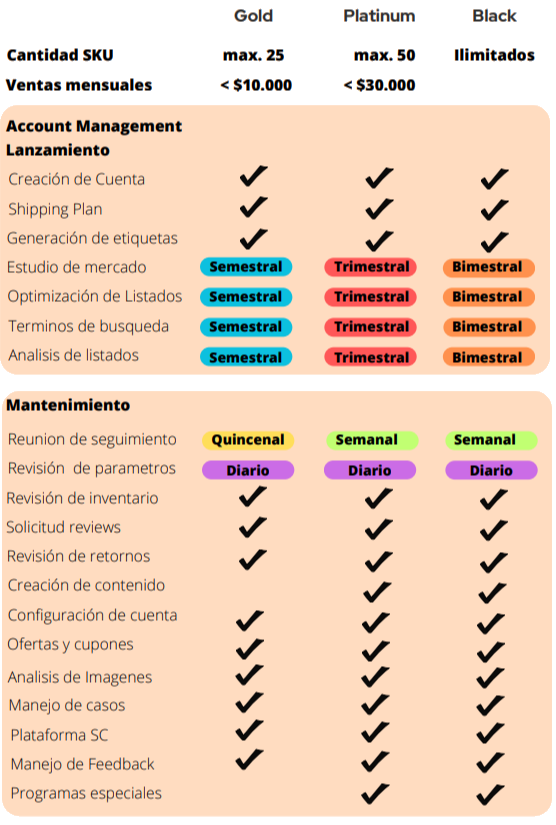 Gold Platinum Black
Cantidad SKU max. 25 max. 50 Ilimitados
Ventas mensuales < $10.000 < $30.000
Account Management
Lanzamiento
Creación de Cuenta ✓ ✓ ✓
Shipping Plan ✓ ✓ ✓
Generación de etiquetas ✓ ✓ ✓
Estudio de mercado Semestral Trimestral Bimestral
Optimización de Listados Semestral Trimestral Bimestral
Terminos de busqueda Semestral Trimestral Bimestral
Analisis de listados Semestral Trimestral Bimestral
Mantenimiento
Reunion de seguimiento Quincenal Semanal Semanal
Revisión de parametros Diario Diario Diario
Revisión de inventario ✓ ✓ ✓
Solicitud reviews ✓ ✓ ✓
Revisión de retornos ✓ ✓ ✓
Creación de contenido ✓ ✓
Configuración de cuenta ✓ ✓ ✓
Ofertas y cupones ✓ ✓ ✓
Analisis de Imagenes ✓ ✓ ✓
Manejo de casos ✓ ✓ ✓
Plataforma SC ✓ ✓ ✓
Manejo de Feedback ✓ ✓ ✓
Programas especiales ✓ ✓